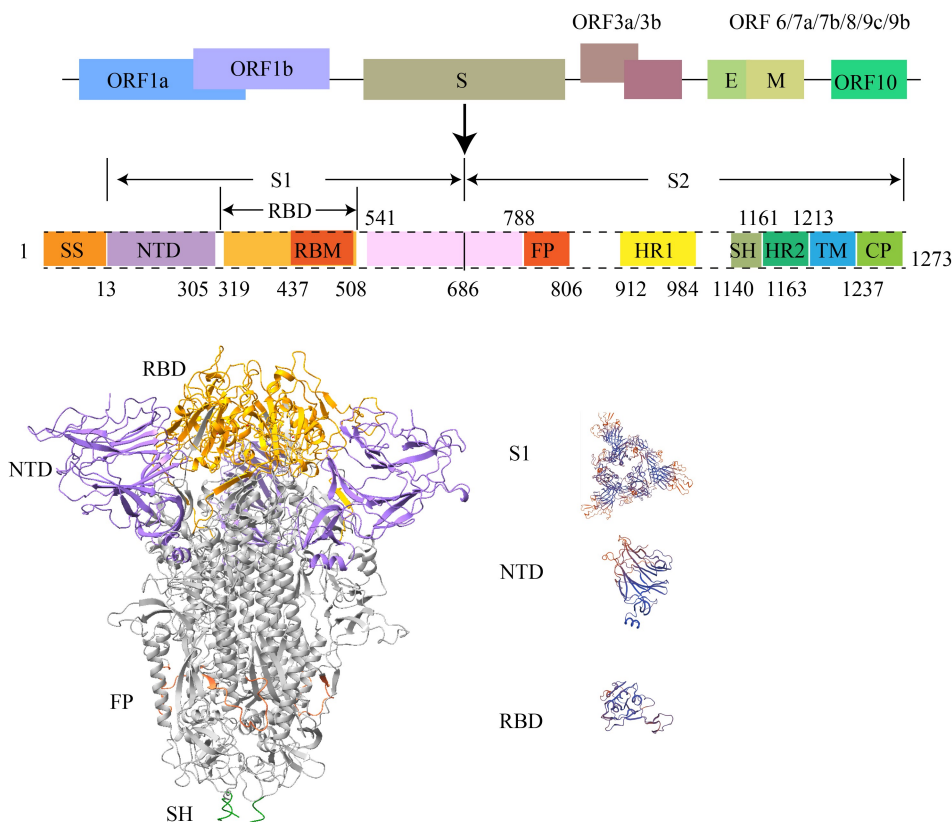 ORF3a/3b
ORF 6/7a/7b/8/9c/9b
ORF1a
ORF1b
S
E
M
ORF10
S1
S2
RBD
541
788
1161
1213
1
SS
NTD
RBM
FP
HR1
SH
HR2
TM
CP
1273
13
305
319
437
508
686
806
912
984
1140
1163
1237
RBD
NTD
FP
SH
S1
NTD
RBD